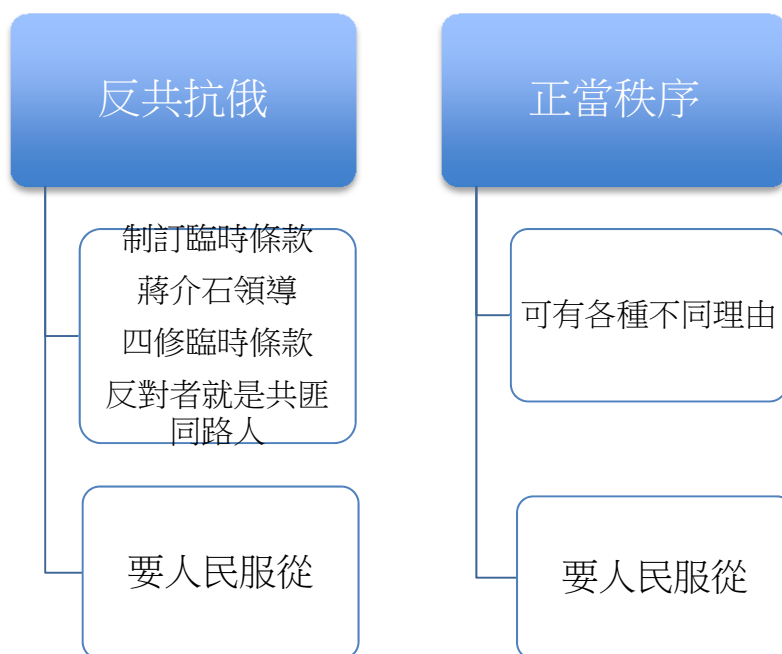 反共抗俄
制訂臨時條款
蔣介石領導
四修臨時條款
反對者就是共匪
同路人
要人民服從
正當秩序
可有各種不同理由
要人民服從